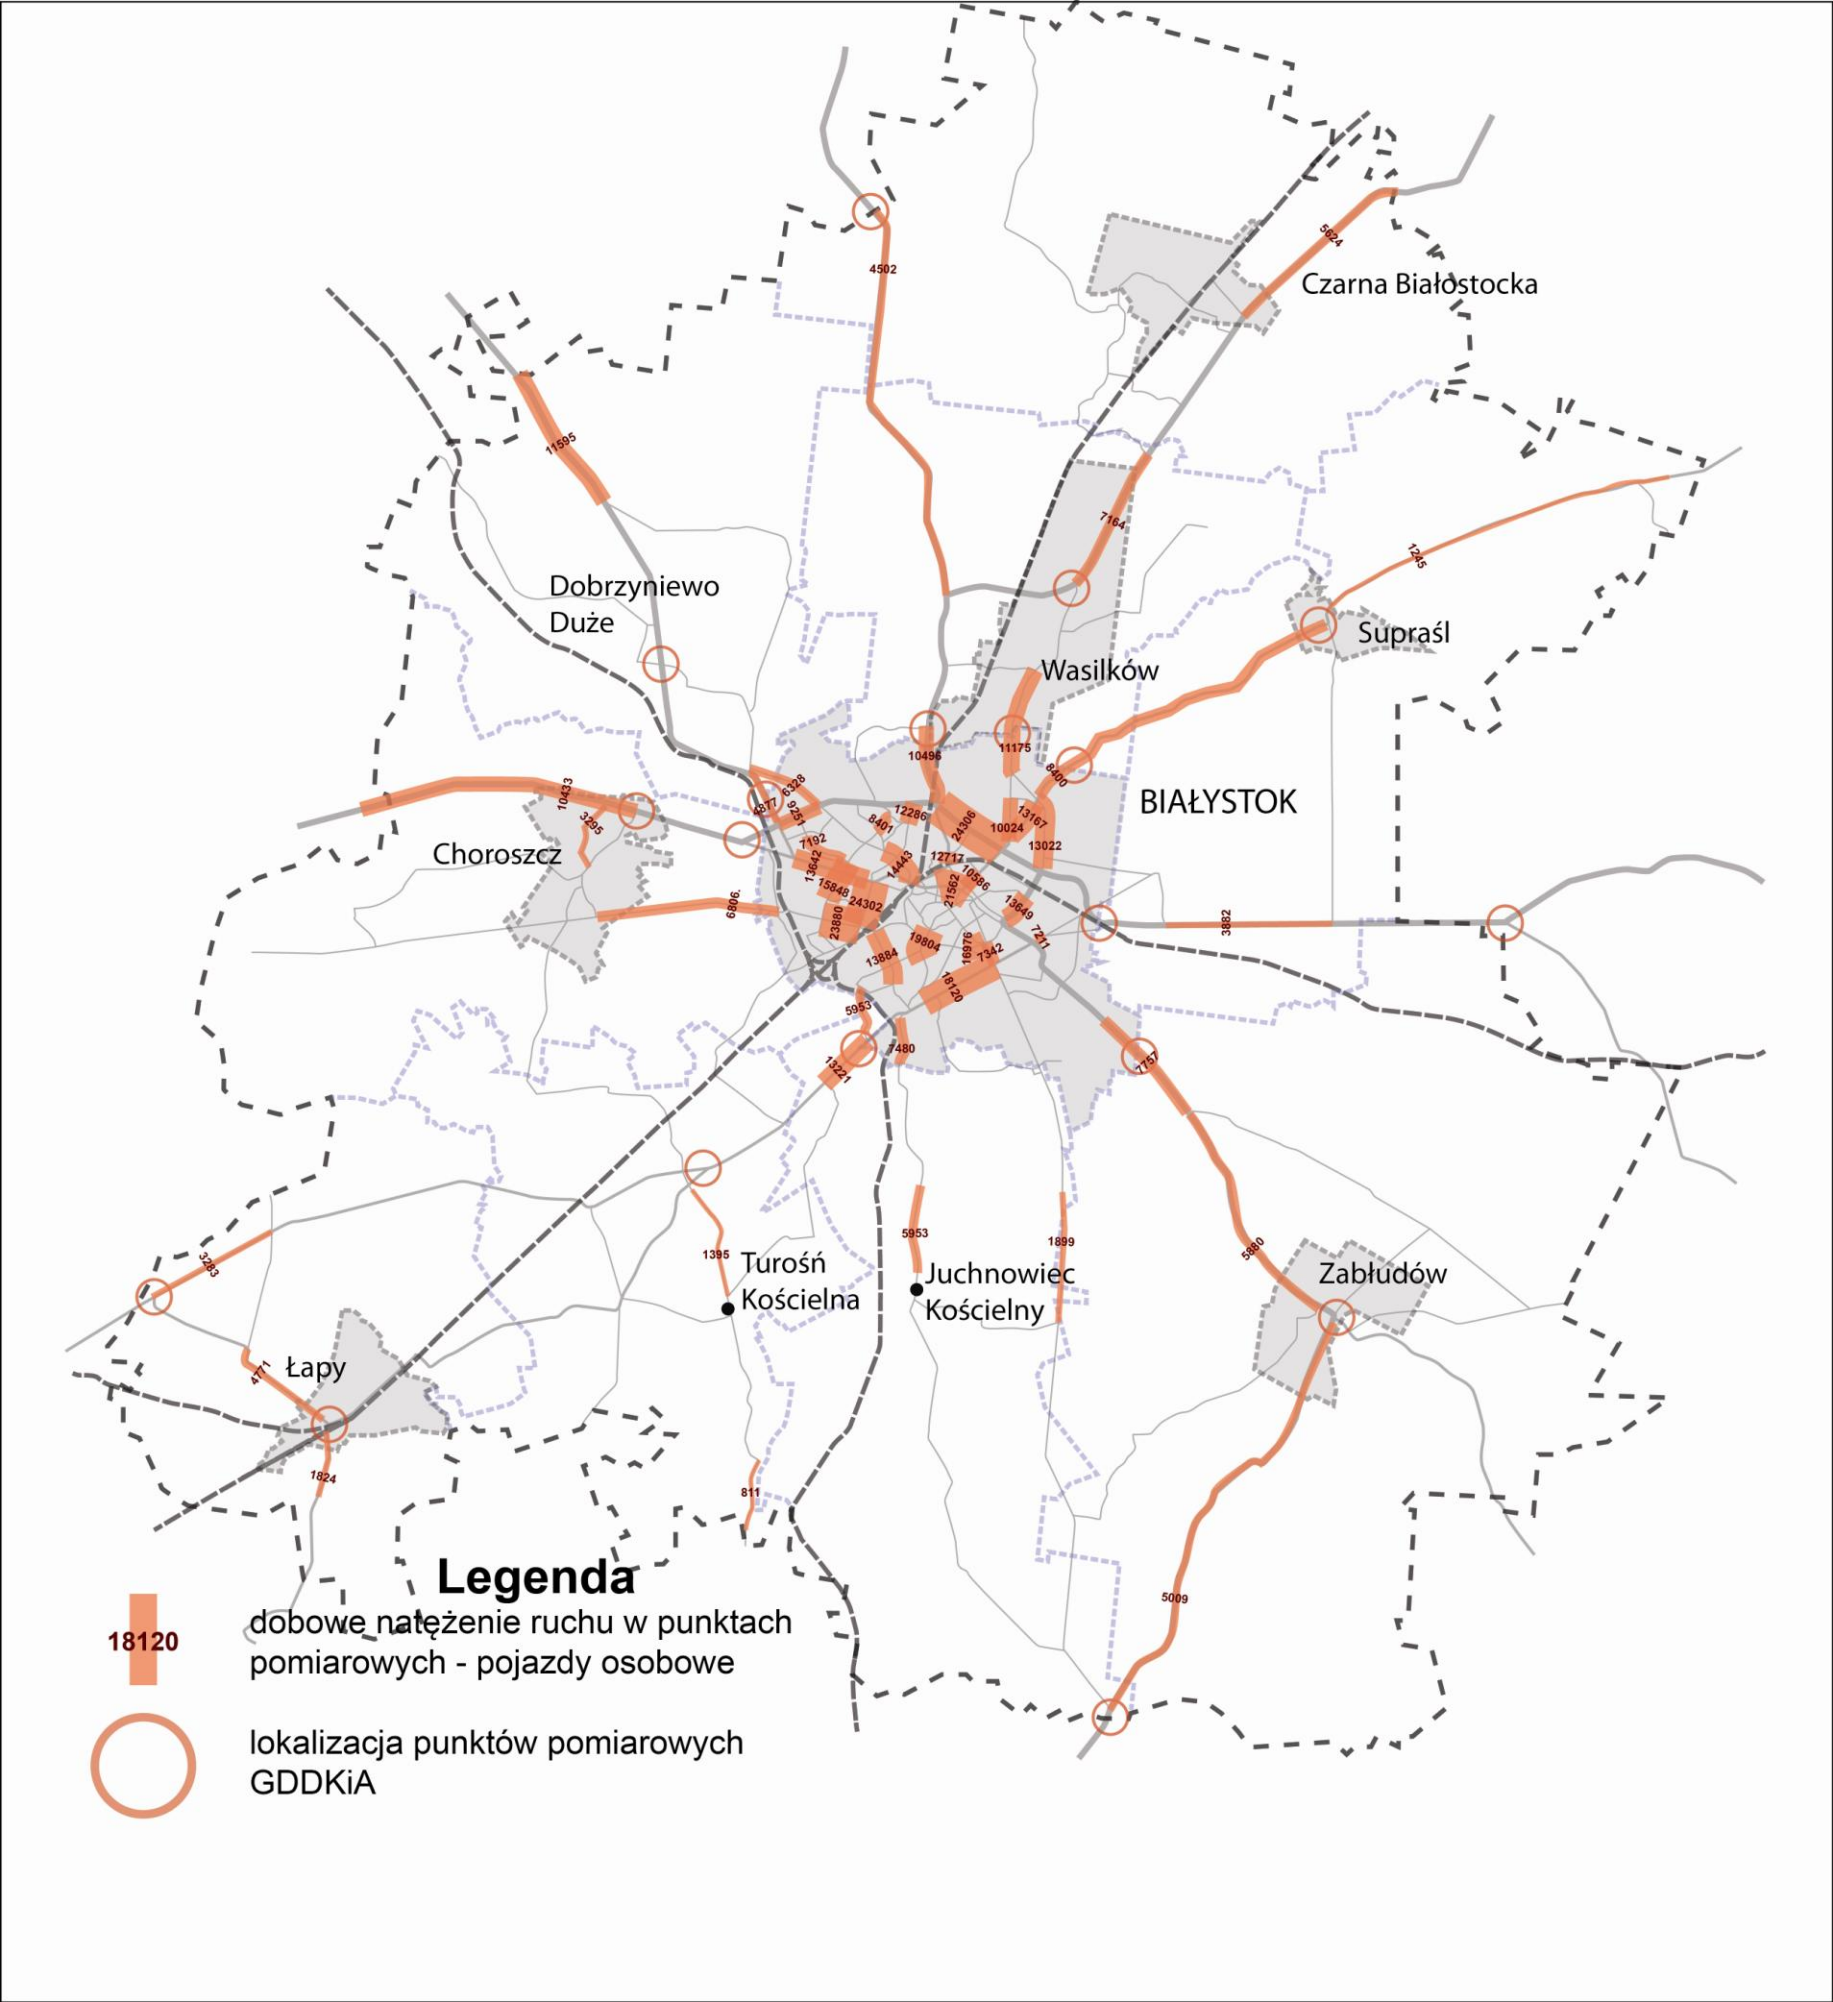 5624
4502
Czarna Białostocka
11595
7164
1245
Dobrzyniewo
Duże
Supraśl
Wasilków
11175
10496
8400
6328
4877
9251
10433
3295
BIAŁYSTOK
12286
8401
24306
10024
13167
13022
7192
13642
Choroszcz
14443
12717
10586
15848
21562
24302
6806.
13649
23880
3882
7211
19804
16976
7342
13884
18120
5953
7480
13221
7757
5953
1899
5880
1395
3283
Turośń
Kościelna
Juchnowiec
Kościelny
Zabłudów
4771
Łapy
1824
811
5009
Legenda
18120
dobowe natężenie ruchu w punktach
pomiarowych - pojazdy osobowe
lokalizacja punktów pomiarowych
GDDKiA